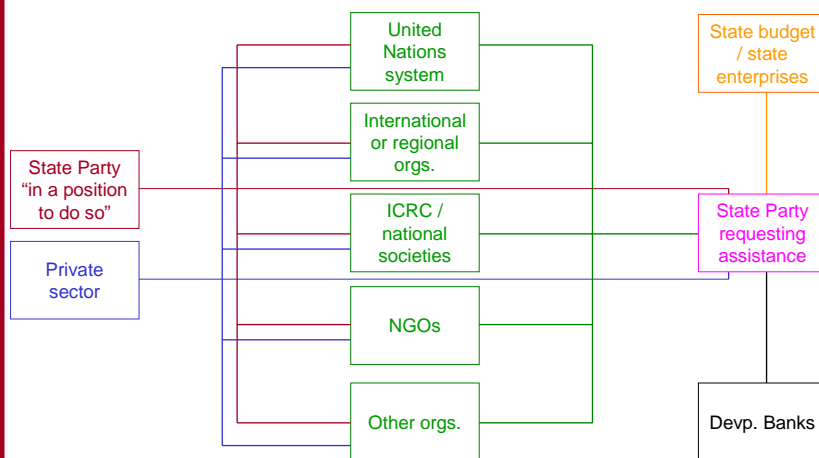 United
Nations
system
International
or regional
orgs.
ICRC /
national
societies
NGOs
Other orgs.
State Party
“in a position
to do so”
Private
sector
State budget
/ state
enterprises
State Party
requesting
assistance
Devp. Banks